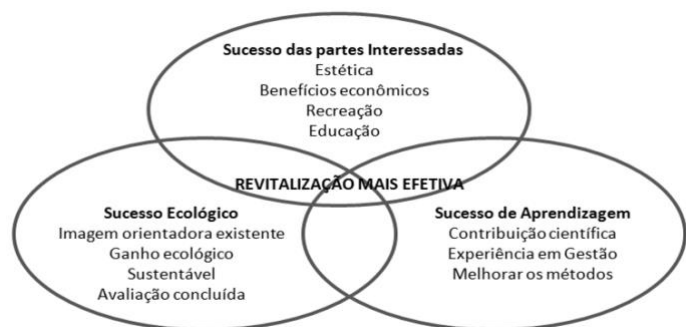 Sucesso das partes Interessadas
Estética
Benefícios econômicos
Recreação
Educação
REVITALIZAÇÃO MAIS EFETIVA
Sucesso Ecológico
Imagem orientadora existente
Ganho ecológico
Sustentável
Avaliação concluída
Sucesso de Aprendizagem
Contribuição científica
Experiência em Gestão
Melhorar os métodos